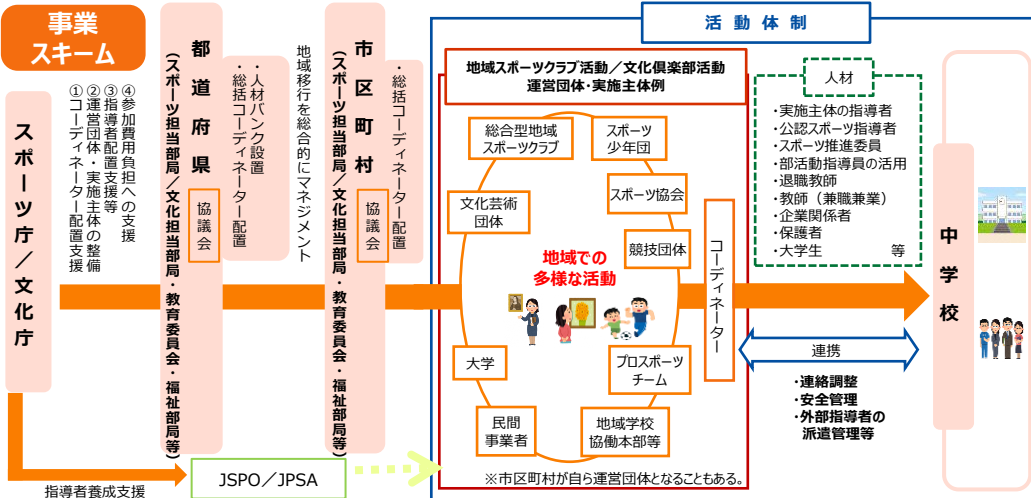 事業
スキーム
スポーツ庁／文化庁
④参加費用負担への支援
③指導者配置支援等
②運営団体・実施主体の整備
①コーディネーター配置支援
都道府県
(スポーツ担当部局／文化担当部局・教育委員会・福祉部局等)
協議会
・人材バンク設置
・総括コーディネーター配置
地域移行を総合的にマネジメント
市区町村
(スポーツ担当部局／文化担当部局・教育委員会・福祉部局等)
協議会
・総括コーディネーター配置
活動体制
地域スポーツクラブ活動／文化倶楽部活動
運営団体・実施主体例
総合型地域
スポーツクラブ
スポーツ
少年団
スポーツ協会
文化芸術
団体
競技団体
地域での
多様な活動
大学
プロスポーツ
チーム
民間
事業者
地域学校
協働本部等
※市区町村が自ら運営団体となることもある。
コーディネーター
人材
・実施主体の指導者
・公認スポーツ指導者
・スポーツ推進委員
・部活動指導員の活用
・退職教師
・教師（兼職兼業）
・企業関係者
・保護者
・大学生　　　等
連携
・連絡調整
・安全管理
・外部指導者の
派遣管理等
中学校
指導者養成支援
JSPO／JPSA